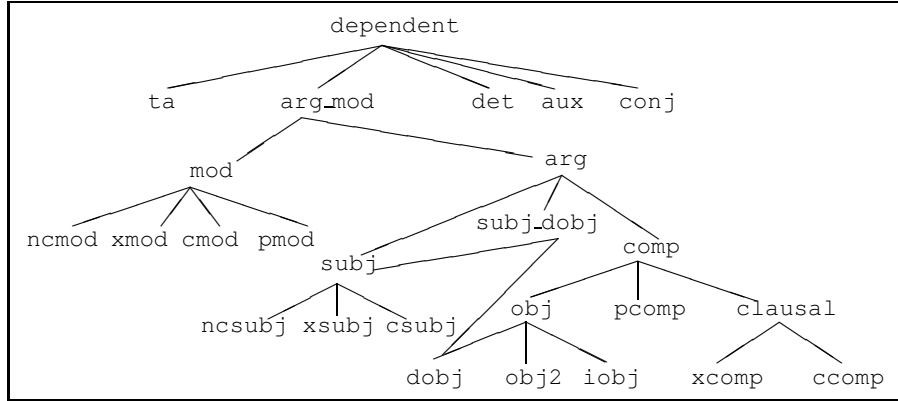 dependent
ta arg_mod det aux conj
mod arg
ncmod xmod cmod pmod subj_dobj
subj comp
ncsubj xsubj csubj obj pcomp clausal
dobj obj2 iobj xcomp ccomp